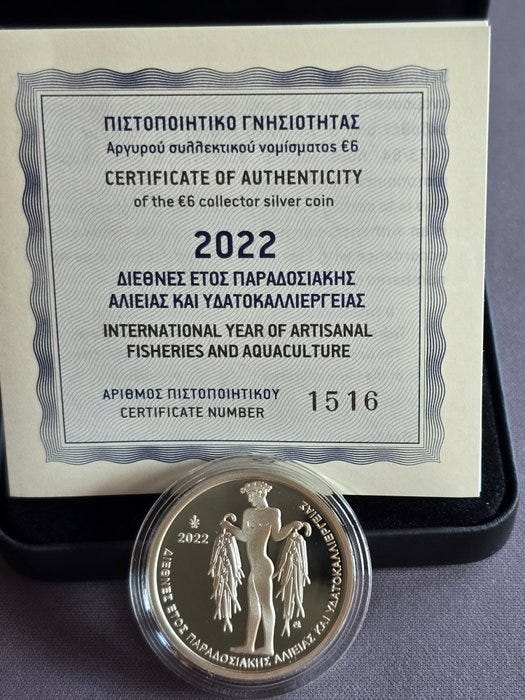 ΠΙΣΤΟΠΟΙΗΤΙΚΟ ΓΝΗΣΙΟΤΗΤΑΣ
Αργυρού συλλεκτικού νομίσματος €6
CERTIFICATE OF AUTHENTICITY
of the €6 collector silver coin
2022
ΔΙΕΘΝΕΣ ΕΤΟΣ ΠΑΡΑΔΟΣΙΑΚΗΣ
ΑΛΙΕΙΑΣ ΚΑΙ ΥΔΑΤΟΚΑΛΛΙΕΡΓΕΙΑΣ
INTERNATIONAL YEAR OF ARTISANAL
FISHERIES AND AQUACULTURE
ΑΡΙΘΜΟΣ ΠΙΣΤΟΠΟΙΗΤΙΚΟΥ
CERTIFICATE NUMBER
1516
2022
ΔΙΕΘΝΕΣ ΕΤΟΣ ΠΑΡΑΔΟΣΙΑΚΗΣ ΑΛΙΕΙΑΣ ΚΑΙ ΥΔΑΤΟΚΑΛΛΙΕΡΓΕΙΑΣ